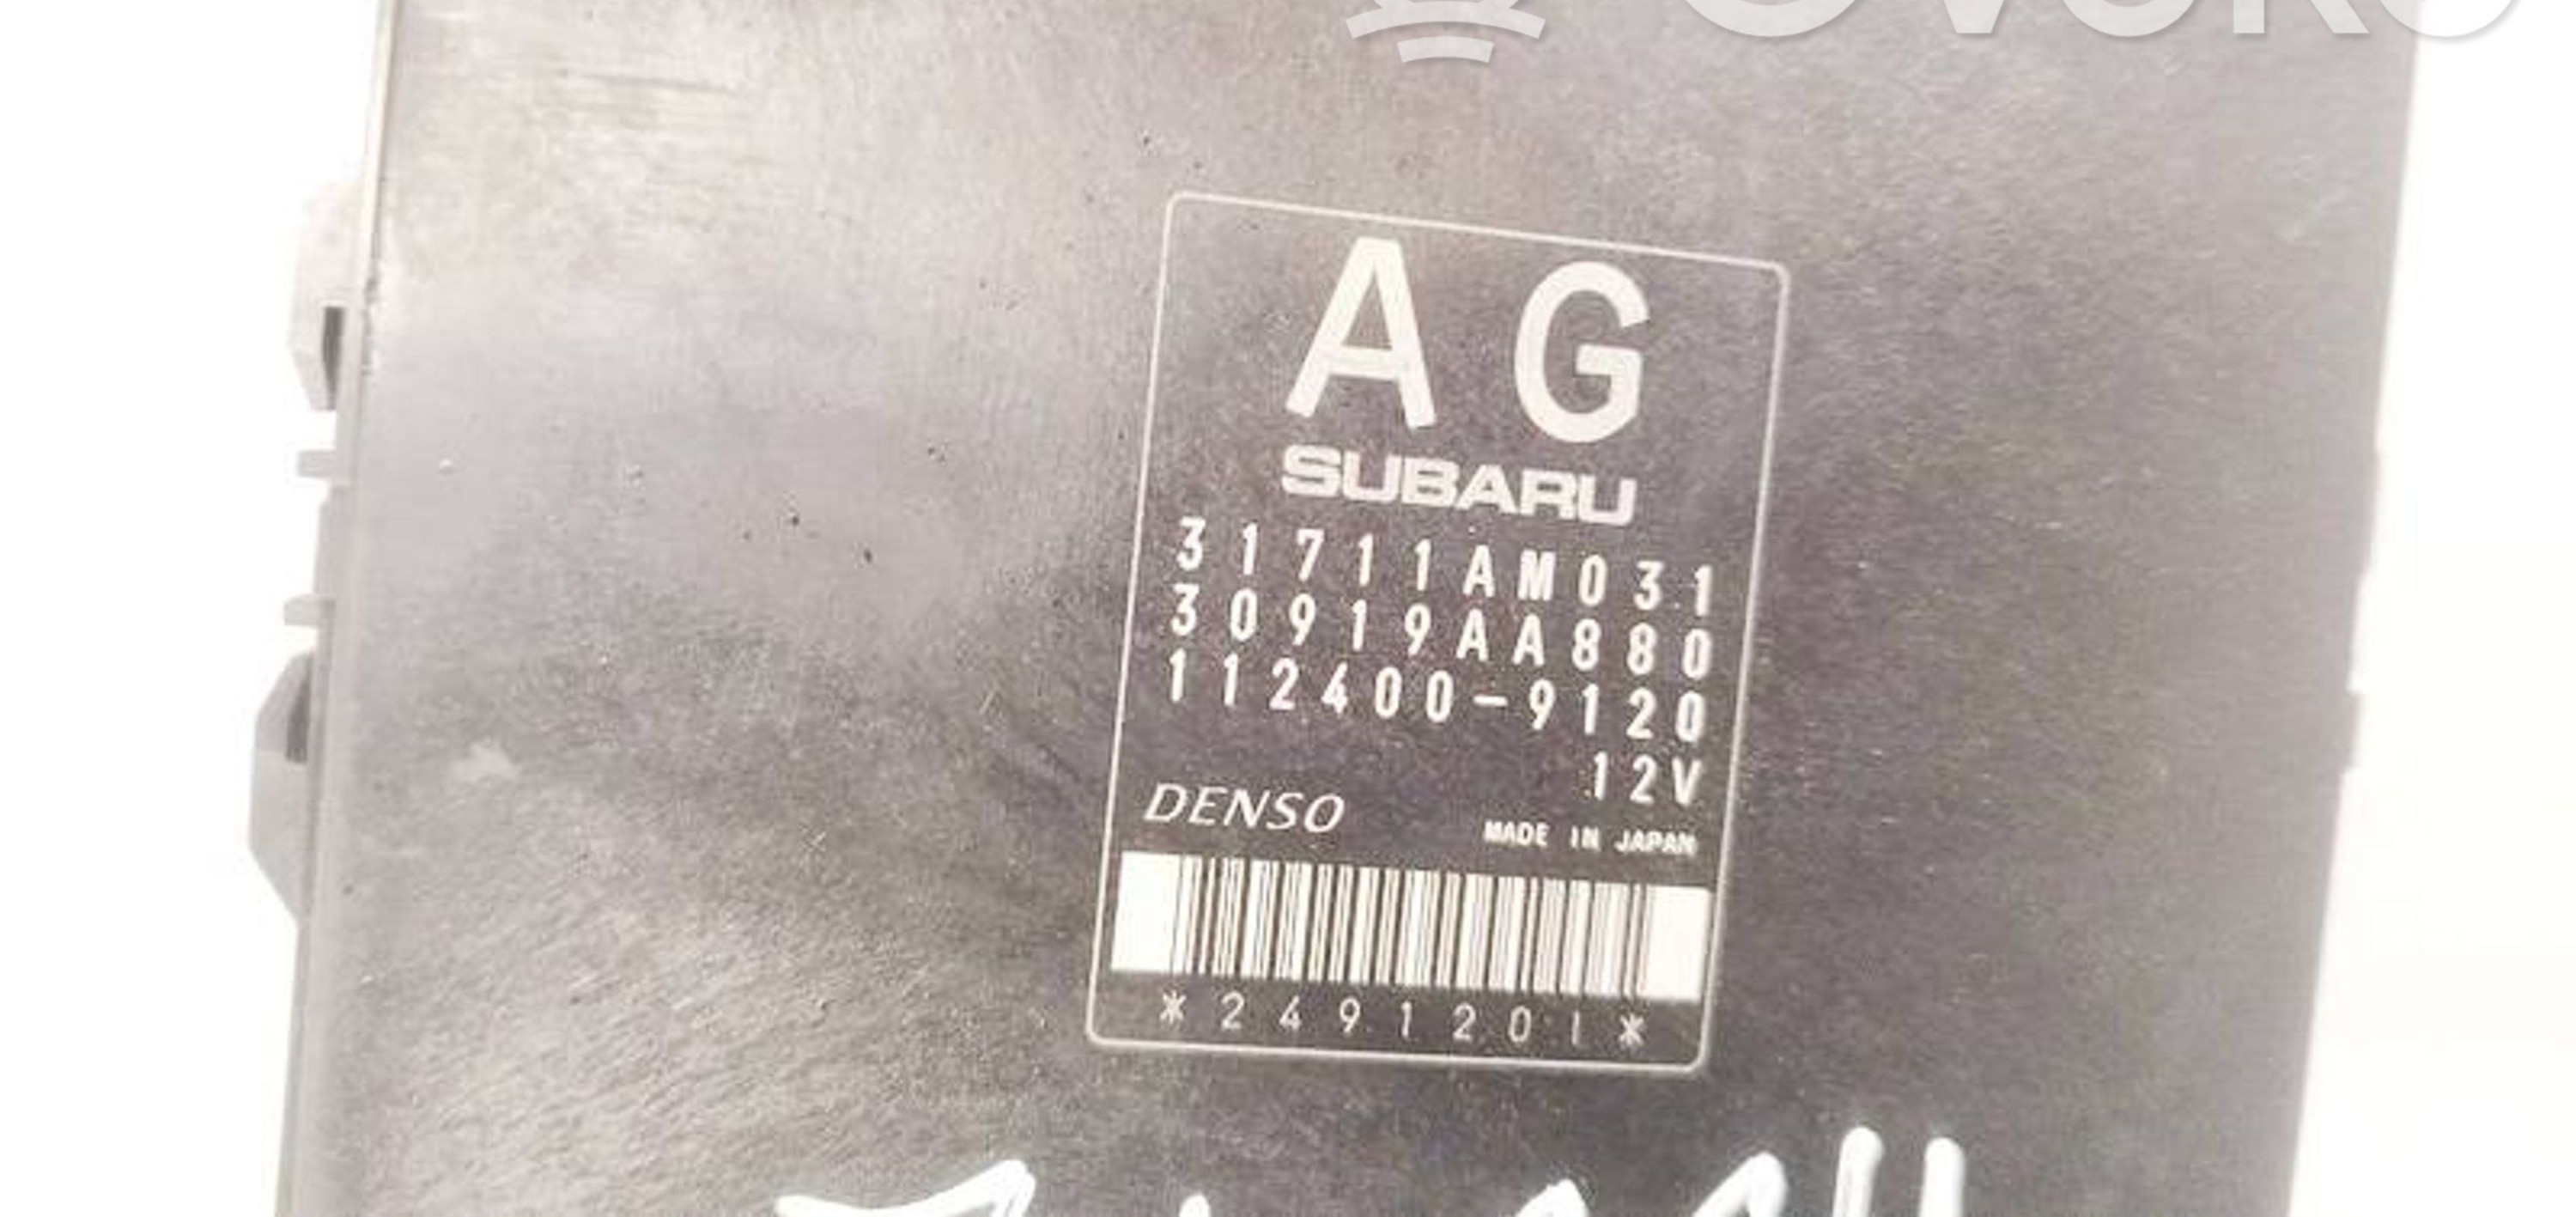 AG
SUBARU
31711AM031
30919AA880
112400-9120
12V
DENSO MADE IN JAPAN
*2491201*